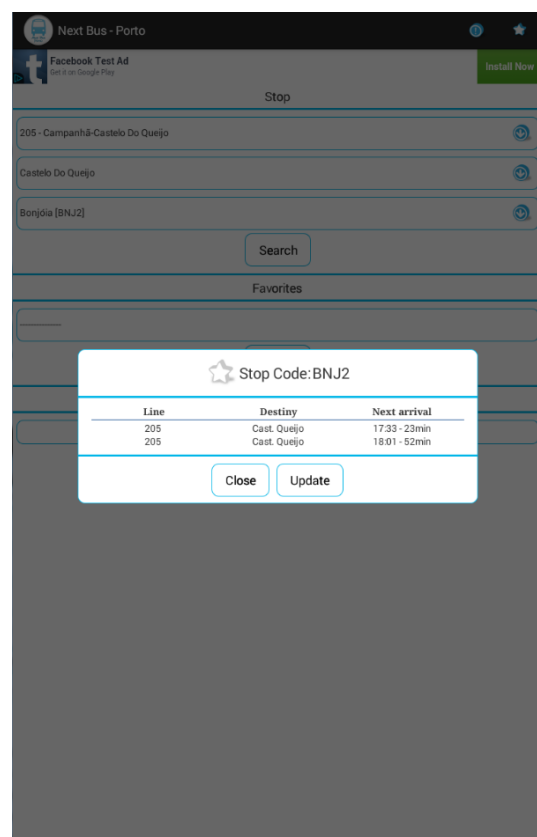 Next Bus - Porto
Facebook Test Ad
Get it on Google Play
Install Now
Stop
205 - Campanhã-Castelo Do Queijo
Castelo Do Queijo
Bonjóia [BNJ2]
Search
Favorites
Stop Code:BNJ2
Line Destiny Next arrival
205 Cast. Queijo 17:33 - 23min
205 Cast. Queijo 18:01 - 52min
Close Update